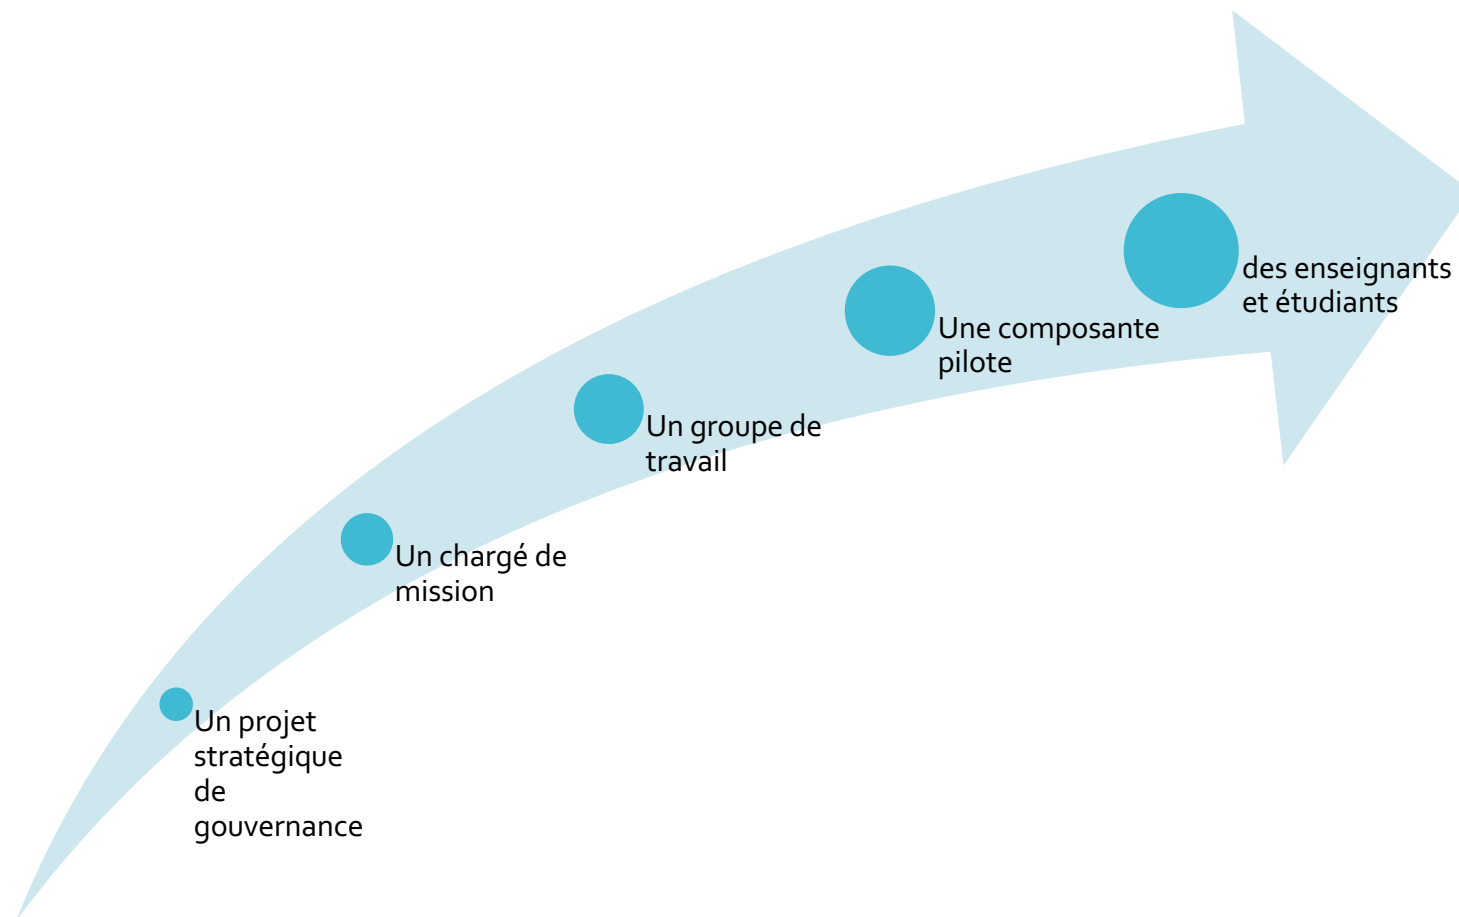 Un projet
stratégique
de
gouvernance
Un chargé de
mission
Un groupe de
travail
Une composante
pilote
des enseignants
et étudiants